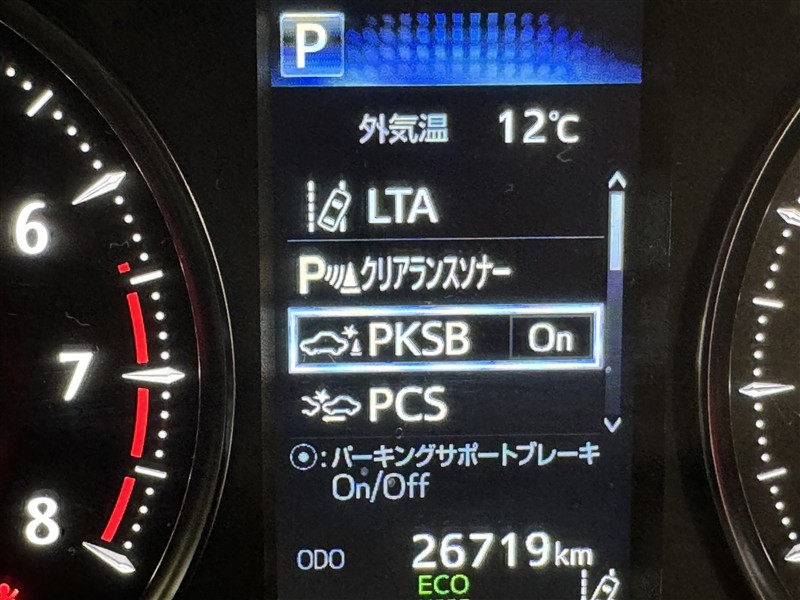 P
外気温 12℃
LTA
Pクリアランスソナー
PKSB On
PCS
⦿:パーキングサポートブレーキ
On/Off
ODO 26719km
ECO
6
7
8